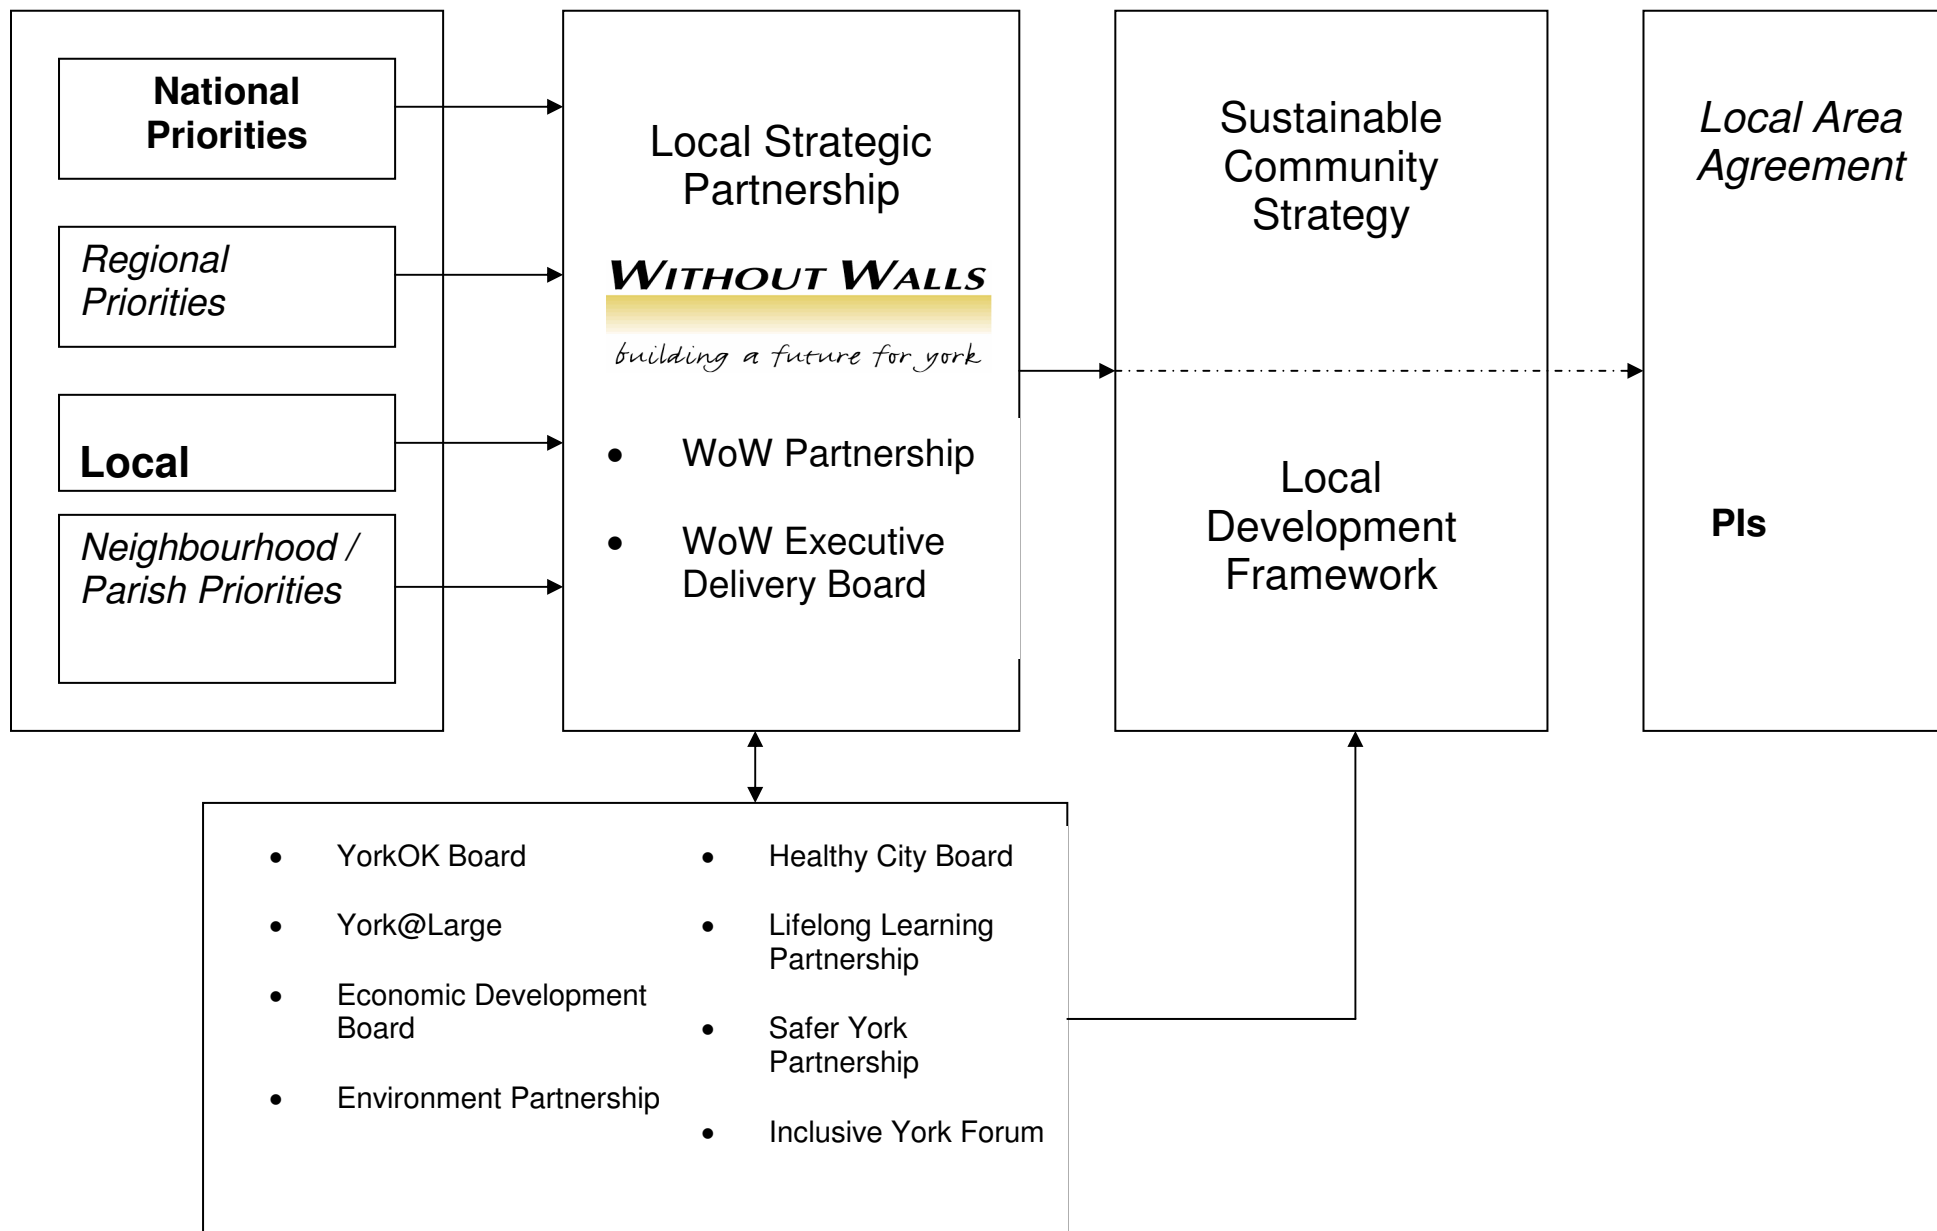 National
Priorities
Regional
Priorities
Local
Neighbourhood /
Parish Priorities
Local Strategic
Partnership
WITHOUT WALLS
building a future for york
• WoW Partnership
• WoW Executive
Delivery Board
Sustainable
Community
Strategy
Local
Development
Framework
Local Area
Agreement
PIs
• YorkOK Board
• York@Large
• Economic Development
Board
• Environment Partnership
• Healthy City Board
• Lifelong Learning
Partnership
• Safer York
Partnership
• Inclusive York Forum